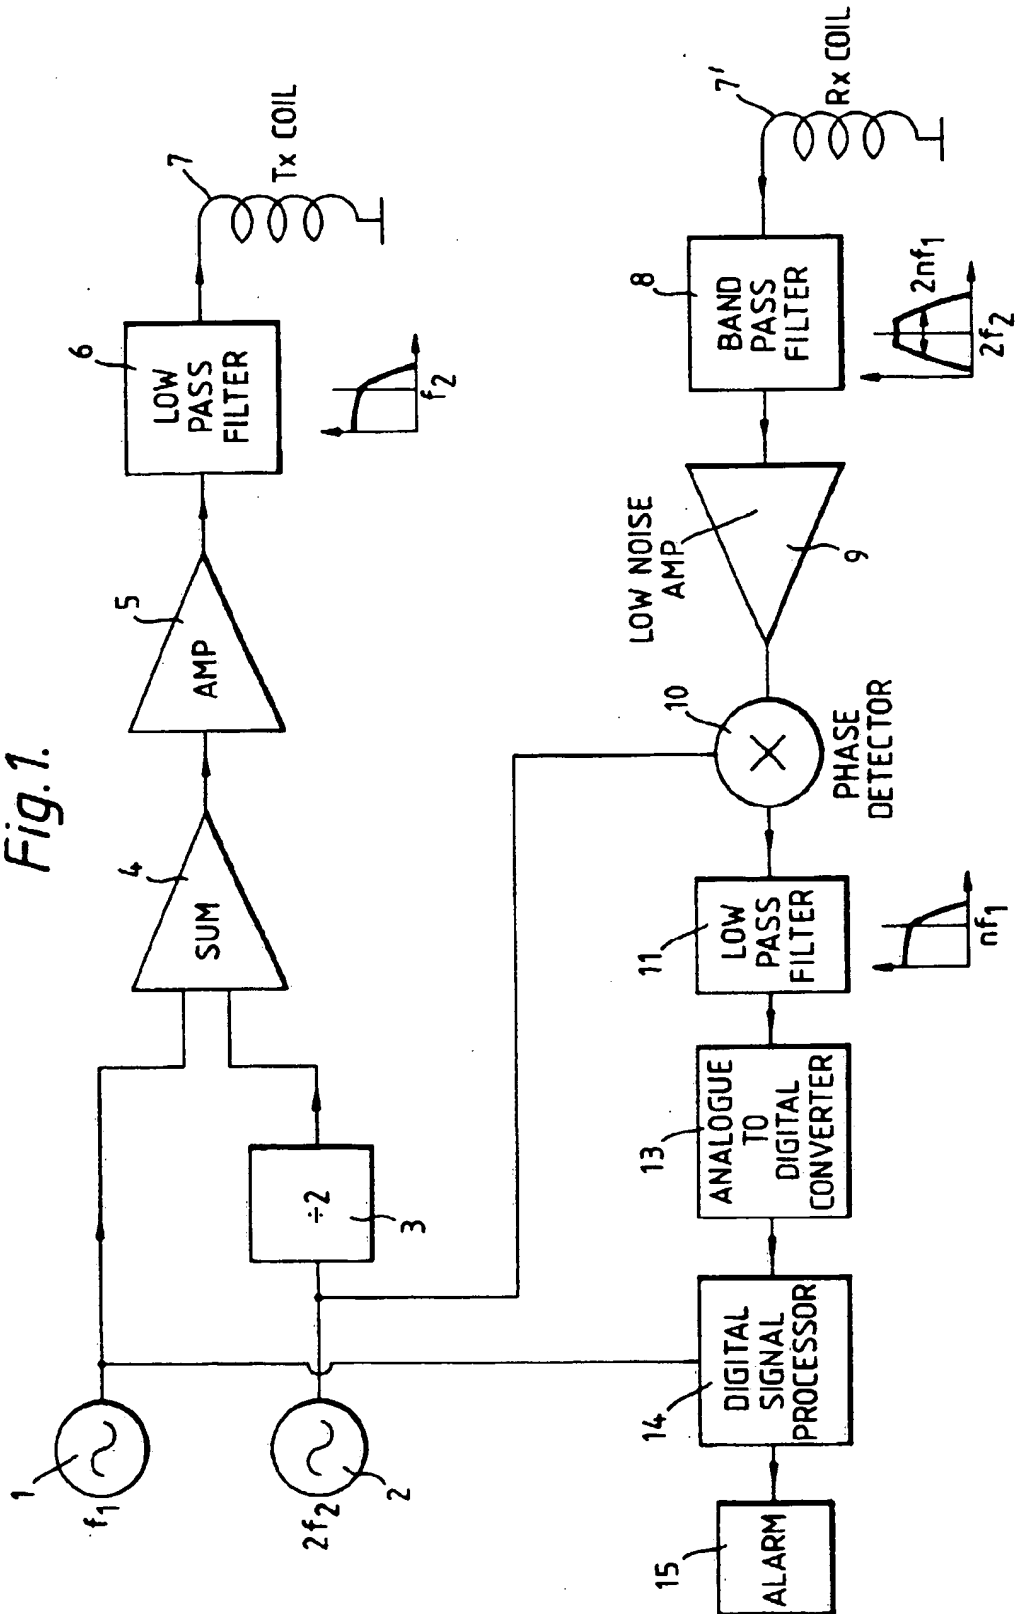 Fig. 1.
1
f1
2f2
2
÷2
3
SUM
4
AMP
5
LOW
PASS
FILTER
6
f2
7
Tx COIL
7'
Rx COIL
BAND
PASS
FILTER
8
2nf1
2f2
LOW NOISE
AMP
9
10
PHASE
DETECTOR
LOW
PASS
FILTER
11
nf1
ANALOGUE
TO
DIGITAL
CONVERTER
13
DIGITAL
SIGNAL
PROCESSOR
14
ALARM
15